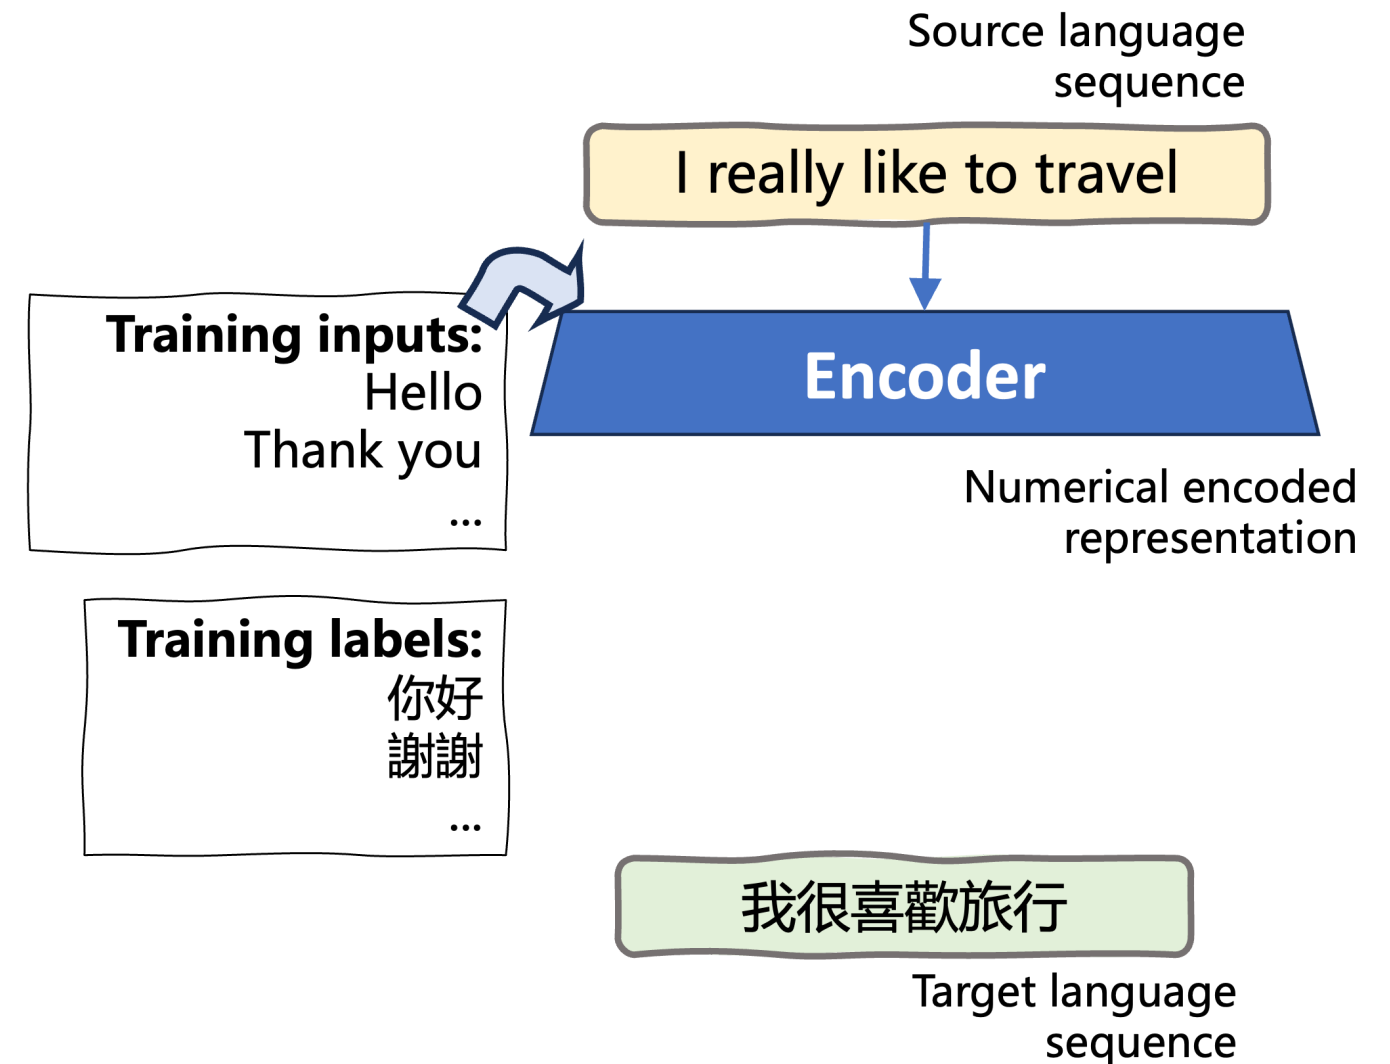 Source language
sequence
I really like to travel
Training inputs:
Hello
Thank you
...
Encoder
Numerical encoded
representation
Training labels:
你好
謝謝
...
我很喜歡旅行
Target language
sequence